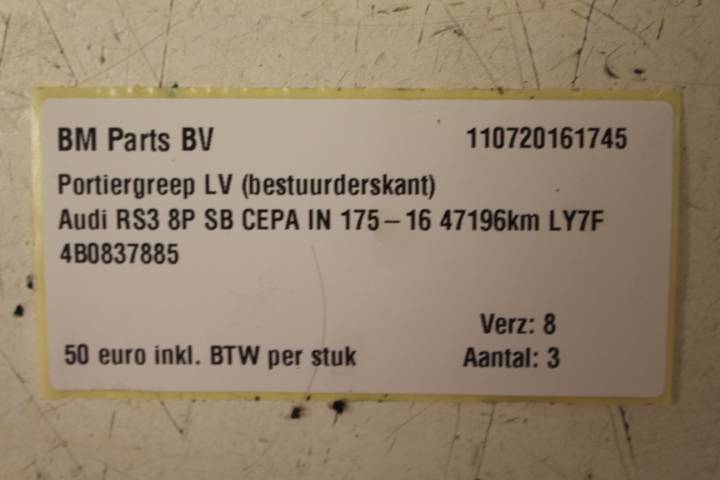 BM Parts BV 110720161745
Portiergreep LV (bestuurderskant)
Audi RS3 8P SB CEPA IN 175-16 47196km LY7F
4B0837885
Verz: 8
50 euro inkl. BTW per stuk Aantal: 3